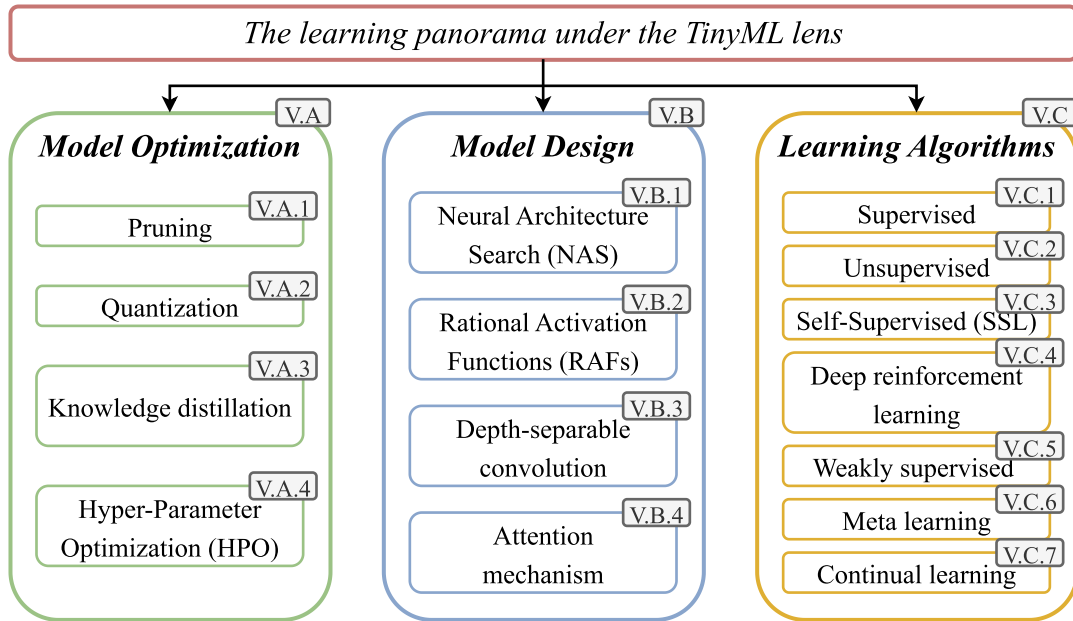 The learning panorama under the TinyML lens
V.A
Model Optimization
V.A.1
Pruning
V.A.2
Quantization
V.A.3
Knowledge distillation
V.A.4
Hyper-Parameter
Optimization (HPO)
V.B
Model Design
V.B.1
Neural Architecture
Search (NAS)
V.B.2
Rational Activation
Functions (RAFs)
V.B.3
Depth-separable
convolution
V.B.4
Attention
mechanism
V.C
Learning Algorithms
V.C.1
Supervised
V.C.2
Unsupervised
V.C.3
Self-Supervised (SSL)
V.C.4
Deep reinforcement
learning
V.C.5
Weakly supervised
V.C.6
Meta learning
V.C.7
Continual learning